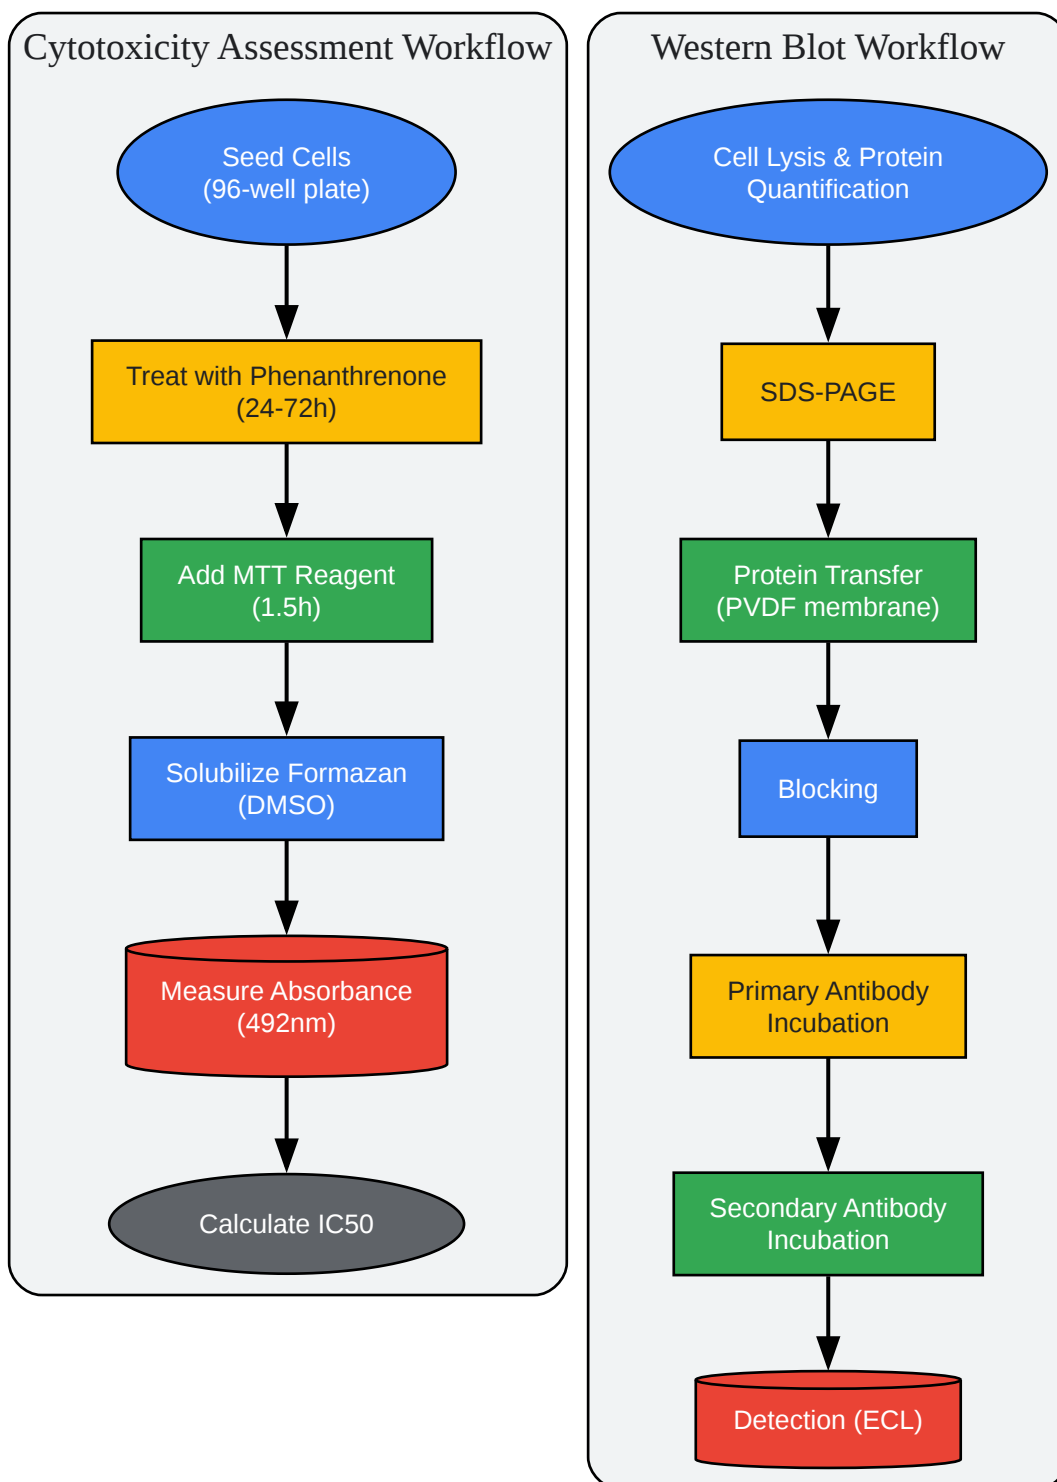 Cytotoxicity Assessment Workflow
Seed Cells
(96-well plate)
Treat with Phenanthrenone
(24-72h)
Add MTT Reagent
(1.5h)
Solubilize Formazan
(DMSO)
Measure Absorbance
(492nm)
Calculate IC50
Western Blot Workflow
Cell Lysis & Protein
Quantification
SDS-PAGE
Protein Transfer
(PVDF membrane)
Blocking
Primary Antibody
Incubation
Secondary Antibody
Incubation
Detection (ECL)